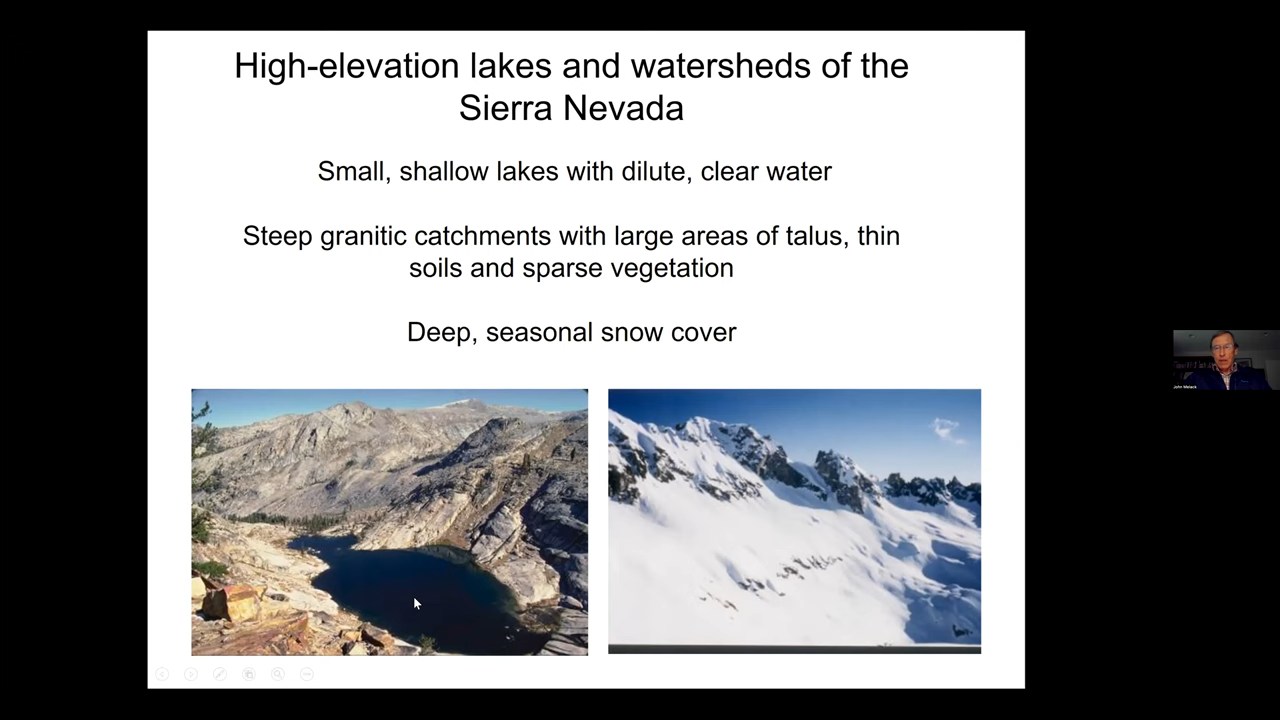 High-elevation lakes and watersheds of the
Sierra Nevada
Small, shallow lakes with dilute, clear water
Steep granitic catchments with large areas of talus, thin
soils and sparse vegetation
Deep, seasonal snow cover
John Melack